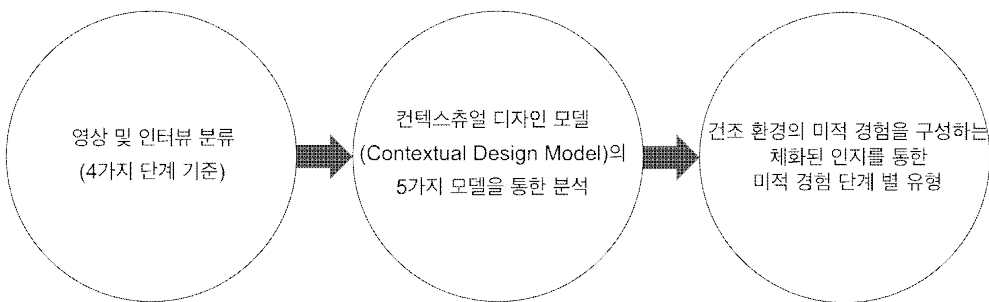 영상 및 인터뷰 분류
(4가지 단계 기준)
컨텍스츄얼 디자인 모델
(Contextual Design Model)의
5가지 모델을 통한 분석
건조 환경의 미적 경험을 구성하는
체화된 인지를 통한
미적 경험 단계 별 유형